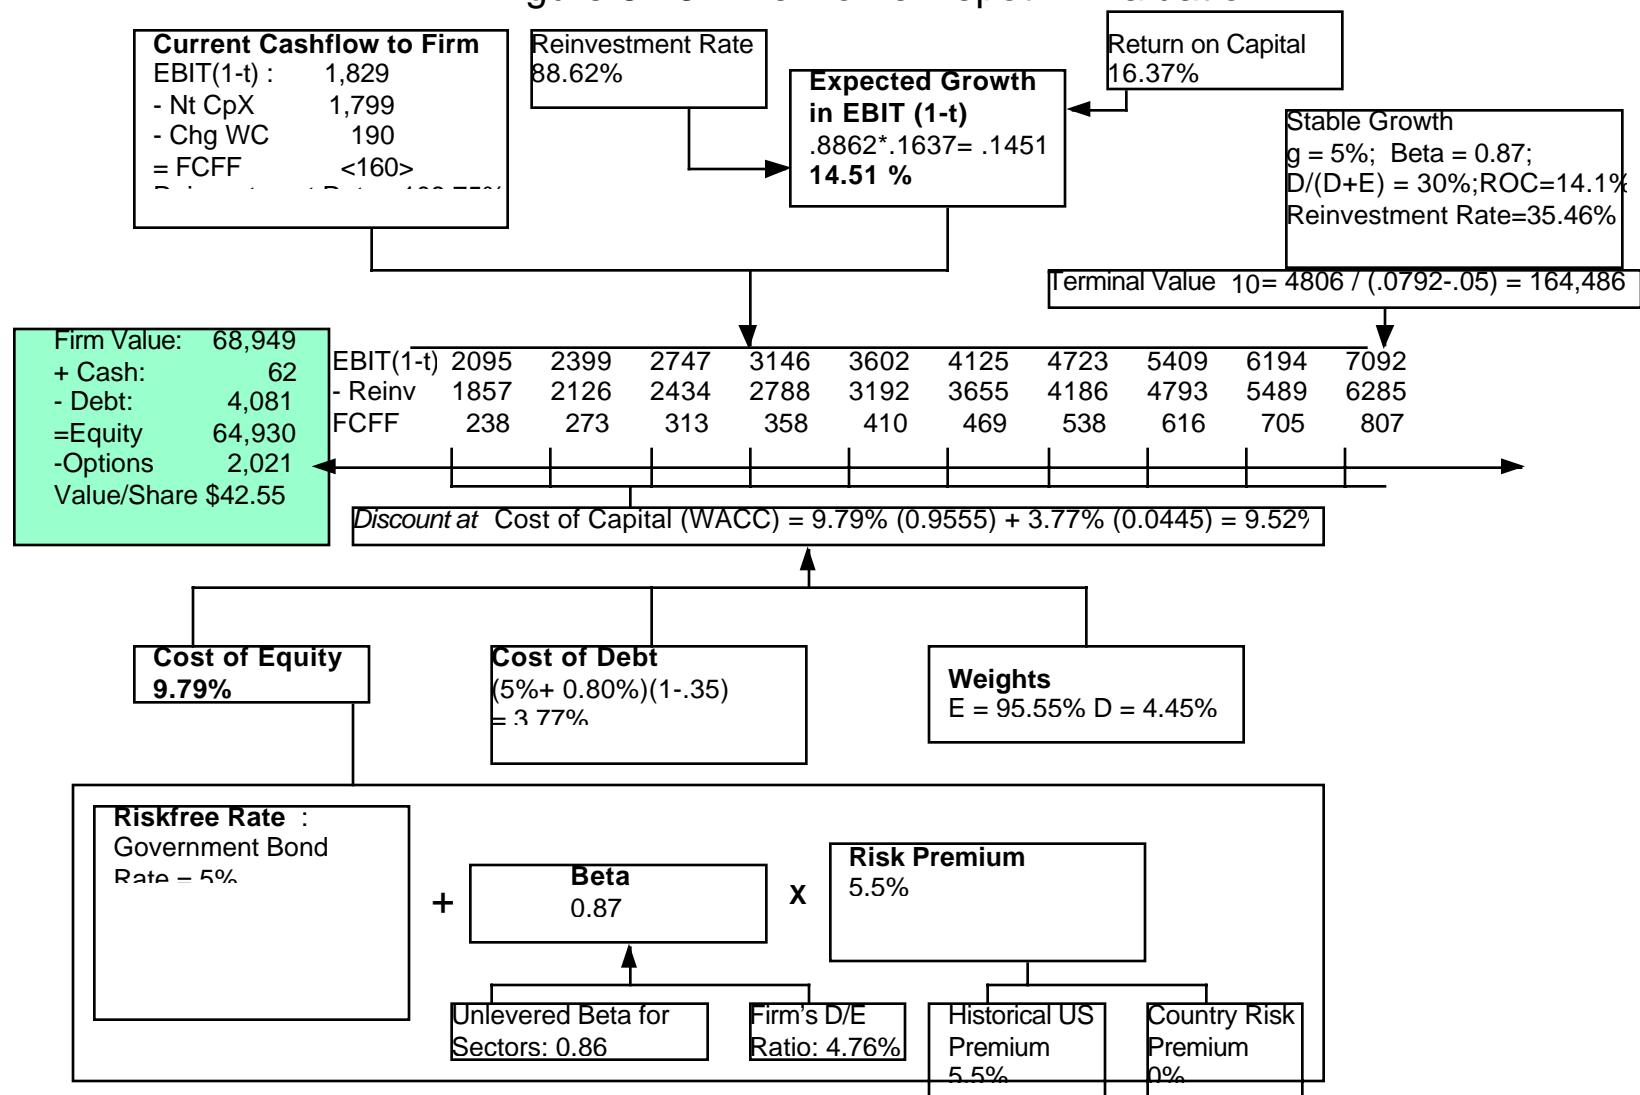 Current Cashflow to Firm
EBIT(1-t) : 1,829
- Nt CpX 1,799
- Chg WC 190
= FCFF <160>
Reinvestment Rate
88.62%
Expected Growth
in EBIT (1-t)
.8862*.1637= .1451
14.51 %
Return on Capital
16.37%
Stable Growth
g = 5%; Beta = 0.87;
D/(D+E) = 30%;ROC=14.1%
Reinvestment Rate=35.46%
Terminal Value 10= 4806 / (.0792-.05) = 164,486
Firm Value: 68,949
+ Cash: 62
- Debt: 4,081
=Equity 64,930
-Options 2,021
Value/Share $42.55
EBIT(1-t) 2095 2399 2747 3146 3602 4125 4723 5409 6194 7092
- Reinv 1857 2126 2434 2788 3192 3655 4186 4793 5489 6285
FCFF 238 273 313 358 410 469 538 616 705 807
Discount at Cost of Capital (WACC) = 9.79% (0.9555) + 3.77% (0.0445) = 9.52%
Cost of Equity
9.79%
Cost of Debt
(5%+ 0.80%)(1-.35)
= 3.77%
Weights
E = 95.55% D = 4.45%
Riskfree Rate :
Government Bond
Rate = 5%
+
Beta
0.87
X
Risk Premium
5.5%
Unlevered Beta for
Sectors: 0.86
Firm’s D/E
Ratio: 4.76%
Historical US
Premium
5.5%
Country Risk
Premium
0%